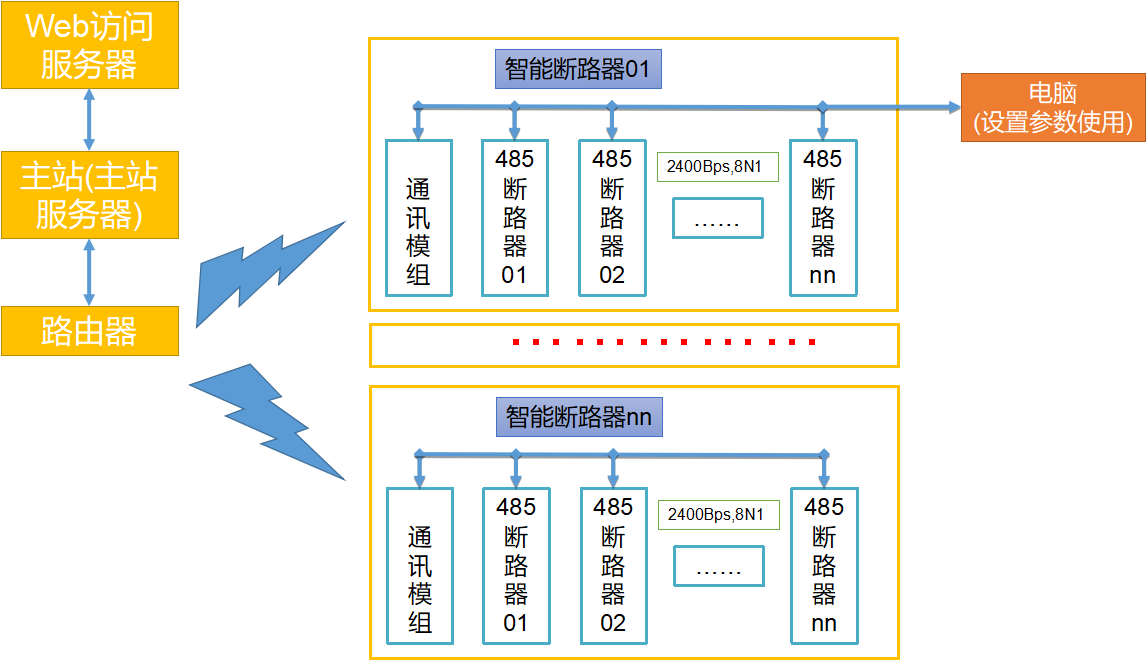 Web访问
服务器
主站(主站
服务器)
路由器
智能断路器01
通
讯
模
组
485
断
路
器
01
485
断
路
器
02
2400Bps,8N1
……
485
断
路
器
nn
电脑
(设置参数使用)
智能断路器nn
通
讯
模
组
485
断
路
器
01
485
断
路
器
02
2400Bps,8N1
……
485
断
路
器
nn